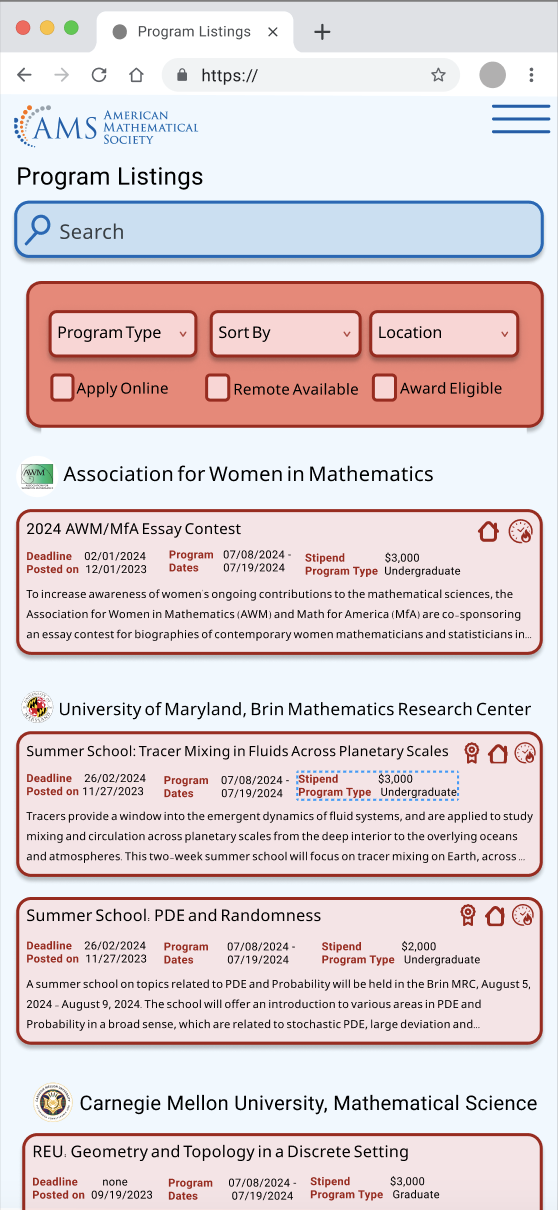 Program Listings
https://
AMS
AMERICAN
MATHEMATICAL
SOCIETY
Program Listings
Search
Program Type
Sort By
Location
Apply Online
Remote Available
Award Eligible
AWM
Association for Women in Mathematics
2024 AWM/MfA Essay Contest
Deadline 02/01/2024
Posted on 12/01/2023
Program Dates 07/08/2024 - 07/19/2024
Stipend $3,000
Program Type Undergraduate
To increase awareness of women's ongoing contributions to the mathematical sciences, the
Association for Women in Mathematics (AWM) and Math for America (MfA) are co-sponsoring
an essay contest for biographies of contemporary women mathematicians and statisticians in...
University of Maryland, Brin Mathematics Research Center
Summer School: Tracer Mixing in Fluids Across Planetary Scales
Deadline 26/02/2024
Posted on 11/27/2023
Program Dates 07/08/2024 - 07/19/2024
Stipend $3,000
Program Type Undergraduate
Tracers provide a window into the emergent dynamics of fluid systems, and are applied to study
mixing and circulation across planetary scales from the deep interior to the overlying oceans
and atmospheres. This two-week summer school will focus on tracer mixing on Earth, across...
Summer School: PDE and Randomness
Deadline 26/02/2024
Posted on 11/27/2023
Program Dates 07/08/2024 - 07/19/2024
Stipend $2,000
Program Type Undergraduate
A summer school on topics related to PDE and Probability will be held in the Brin MRC, August 5,
2024 - August 9, 2024. The school will offer an introduction to various areas in PDE and
Probability in a broad sense, which are related to stochastic PDE, large deviation and...
Carnegie Mellon University, Mathematical Science
REU: Geometry and Topology in a Discrete Setting
Deadline none
Posted on 09/19/2023
Program Dates 07/08/2024 - 07/19/2024
Stipend $3,000
Program Type Graduate